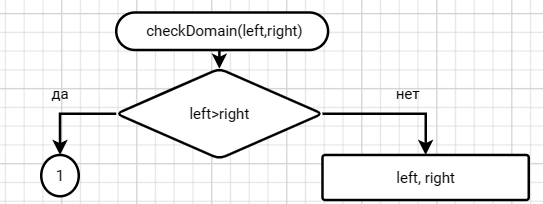 checkDomain(left,right)
да
нет
left>right
1
left, right